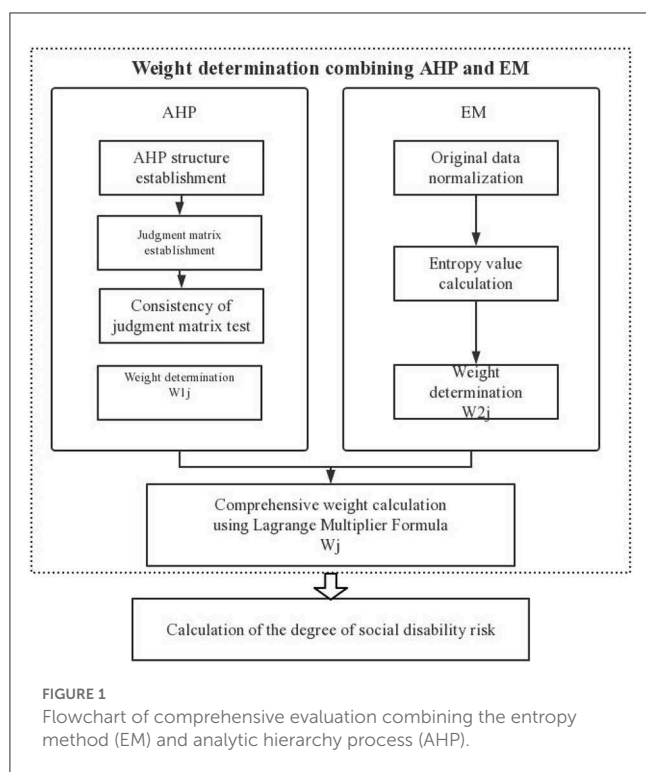 Weight determination combining AHP and EM
AHP
AHP structure
establishment
Judgment matrix
establishment
Consistency of
judgment matrix test
Weight determination
W1j
EM
Original data
normalization
Entropy value
calculation
Weight
determination
W2j
Comprehensive weight calculation
using Lagrange Multiplier Formula
Wj
Calculation of the degree of social disability risk
FIGURE 1
Flowchart of comprehensive evaluation combining the entropy
method (EM) and analytic hierarchy process (AHP).